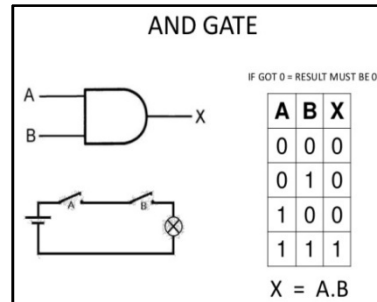 AND GATE
IF GOT 0 = RESULT MUST BE 0
A
B
X
A B X
0 0 0
0 1 0
1 0 0
1 1 1
A B
X = A.B